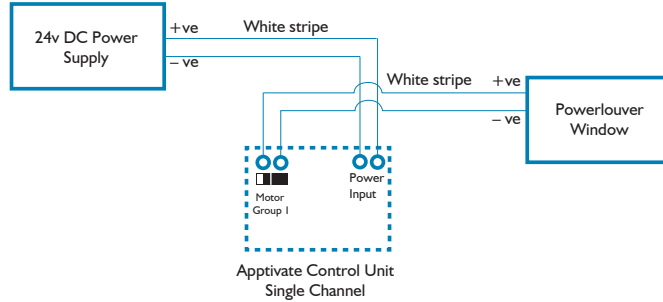 24v DC Power
Supply
+ve
White stripe
– ve
White stripe
+ve
– ve
Powerlouver
Window
Motor
Group 1
Power
Input
Apptivate Control Unit
Single Channel